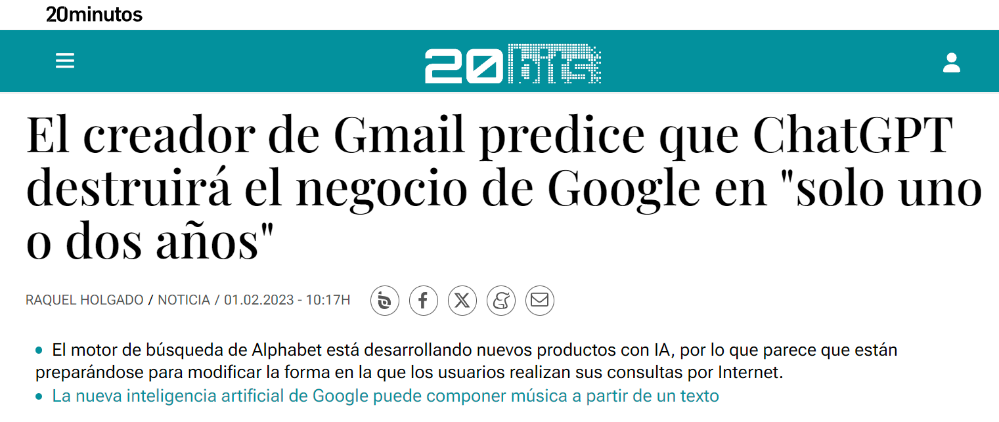 20minutos
20bits
El creador de Gmail predice que ChatGPT
destruirá el negocio de Google en "solo uno
o dos años"
RAQUEL HOLGADO / NOTICIA / 01.02.2023 - 10:17H
El motor de búsqueda de Alphabet está desarrollando nuevos productos con IA, por lo que parece que están
preparándose para modificar la forma en la que los usuarios realizan sus consultas por Internet.
La nueva inteligencia artificial de Google puede componer música a partir de un texto